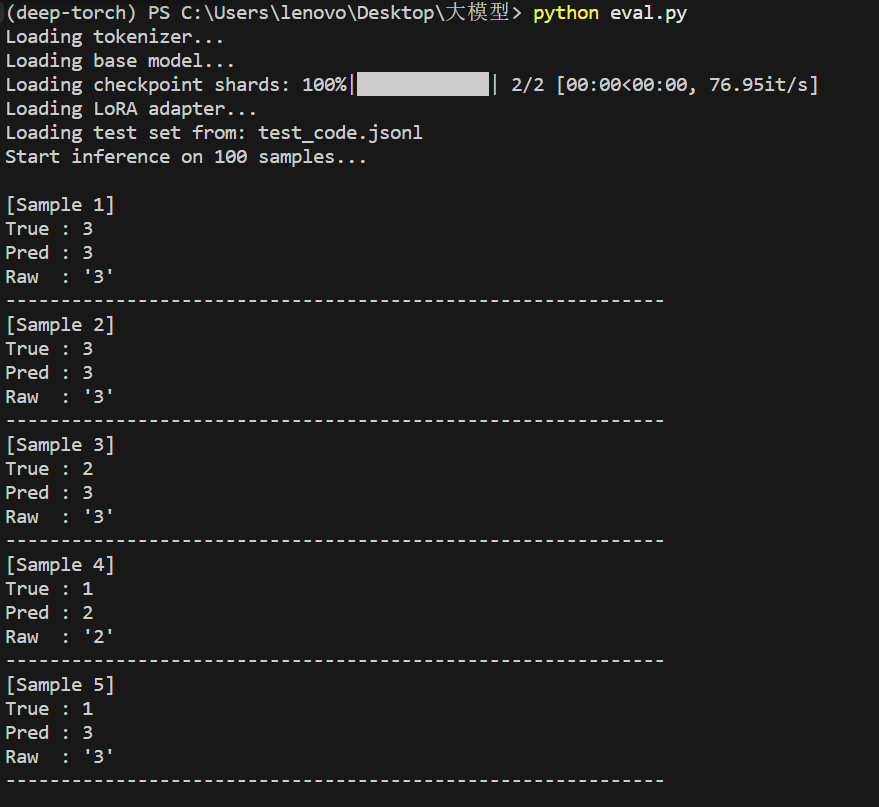 (deep-torch) PS C:\Users\lenovo\Desktop\大模型> python eval.py
Loading tokenizer...
Loading base model...
Loading checkpoint shards: 100%|████████████| 2/2 [00:00<00:00, 76.95it/s]
Loading LoRA adapter...
Loading test set from: test_code.jsonl
Start inference on 100 samples...

[Sample 1]
True : 3
Pred : 3
Raw  : '3'
------------------------------------------------------------
[Sample 2]
True : 3
Pred : 3
Raw  : '3'
------------------------------------------------------------
[Sample 3]
True : 2
Pred : 3
Raw  : '3'
------------------------------------------------------------
[Sample 4]
True : 1
Pred : 2
Raw  : '2'
------------------------------------------------------------
[Sample 5]
True : 1
Pred : 3
Raw  : '3'
------------------------------------------------------------